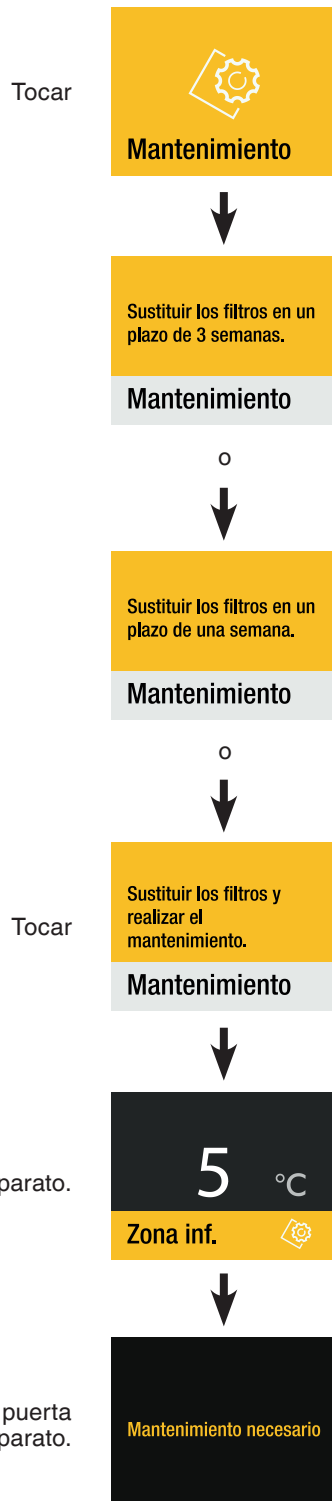 Tocar
Mantenimiento
Sustituir los filtros en un
plazo de 3 semanas.
Mantenimiento
o
Sustituir los filtros en un
plazo de una semana.
Mantenimiento
o
Tocar
Sustituir los filtros y
realizar el
mantenimiento.
Mantenimiento
parato.
5 °C
Zona inf.
puerta
parato.
Mantenimiento necesario